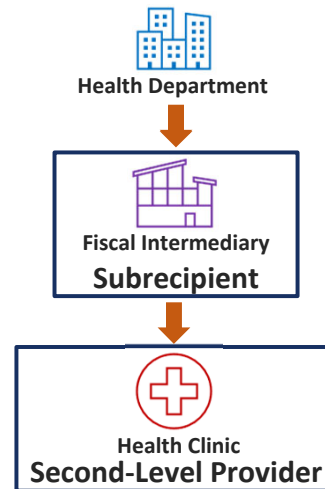 Health Department
Fiscal Intermediary
Subrecipient
Health Clinic
Second-Level Provider